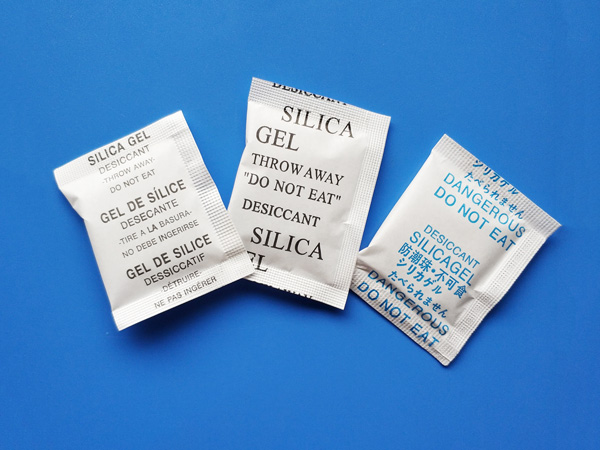 SILICA GEL
DESICCANT
-THROW AWAY-
DO NOT EAT
GEL DE SÍLICE
DESECANTE
-TIRE A LA BASURA-
NO DEBE INGERIRSE
GEL DE SILICE
DESSICCATIF
-DÉTRUIRE-
NE PAS INGÉRER
DESICCANT
SILICA
GEL
THROW AWAY
"DO NOT EAT"
DESICCANT
SILICA
GEL
DESICCANT
シリカゲル
たべられません
DANGEROUS
DO NOT EAT
DESICCANT
SILICAGEL
防潮珠·不可食
シリカゲル
たべられません
DANGEROUS
DO NOT EAT